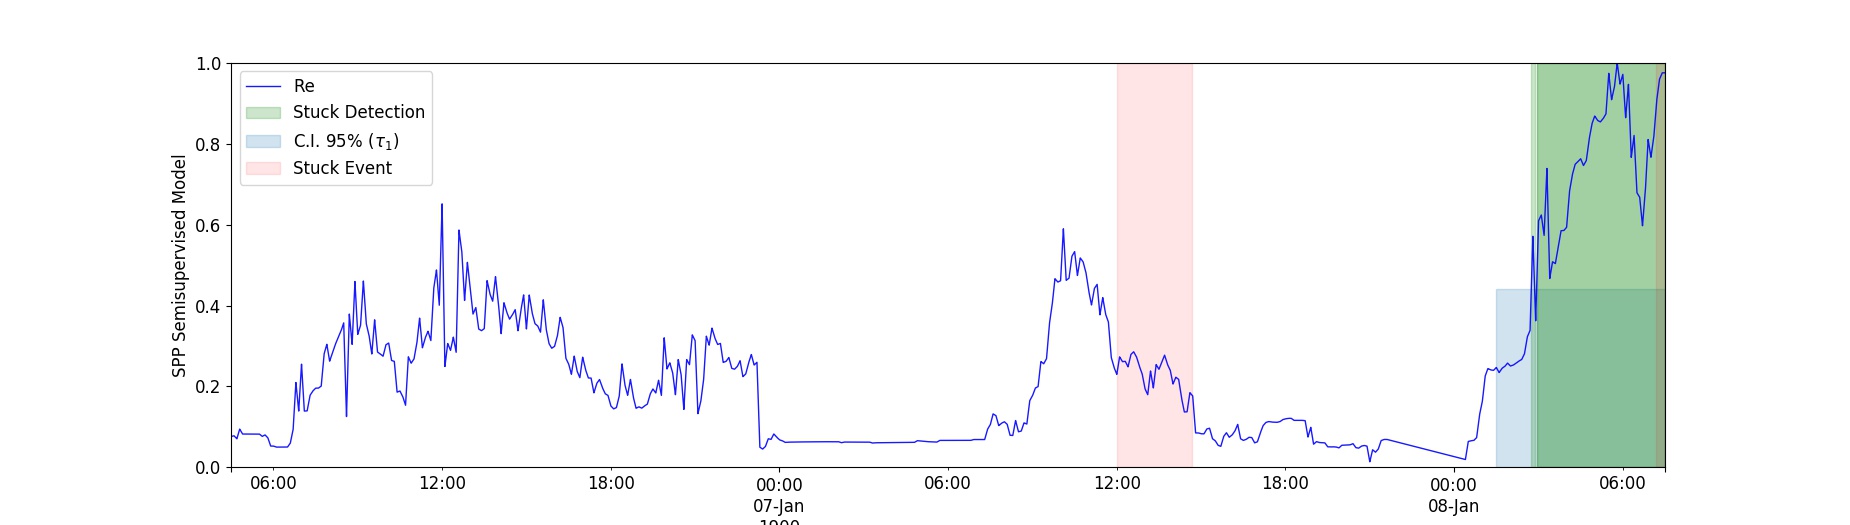 SPP Semisupervised Model
1.0
0.8
0.6
0.4
0.2
0.0
Re
Stuck Detection
C.I. 95% (τ₁)
Stuck Event
06:00 12:00 18:00 00:00 06:00 12:00 18:00 00:00 06:00
07-Jan 08-Jan
1900